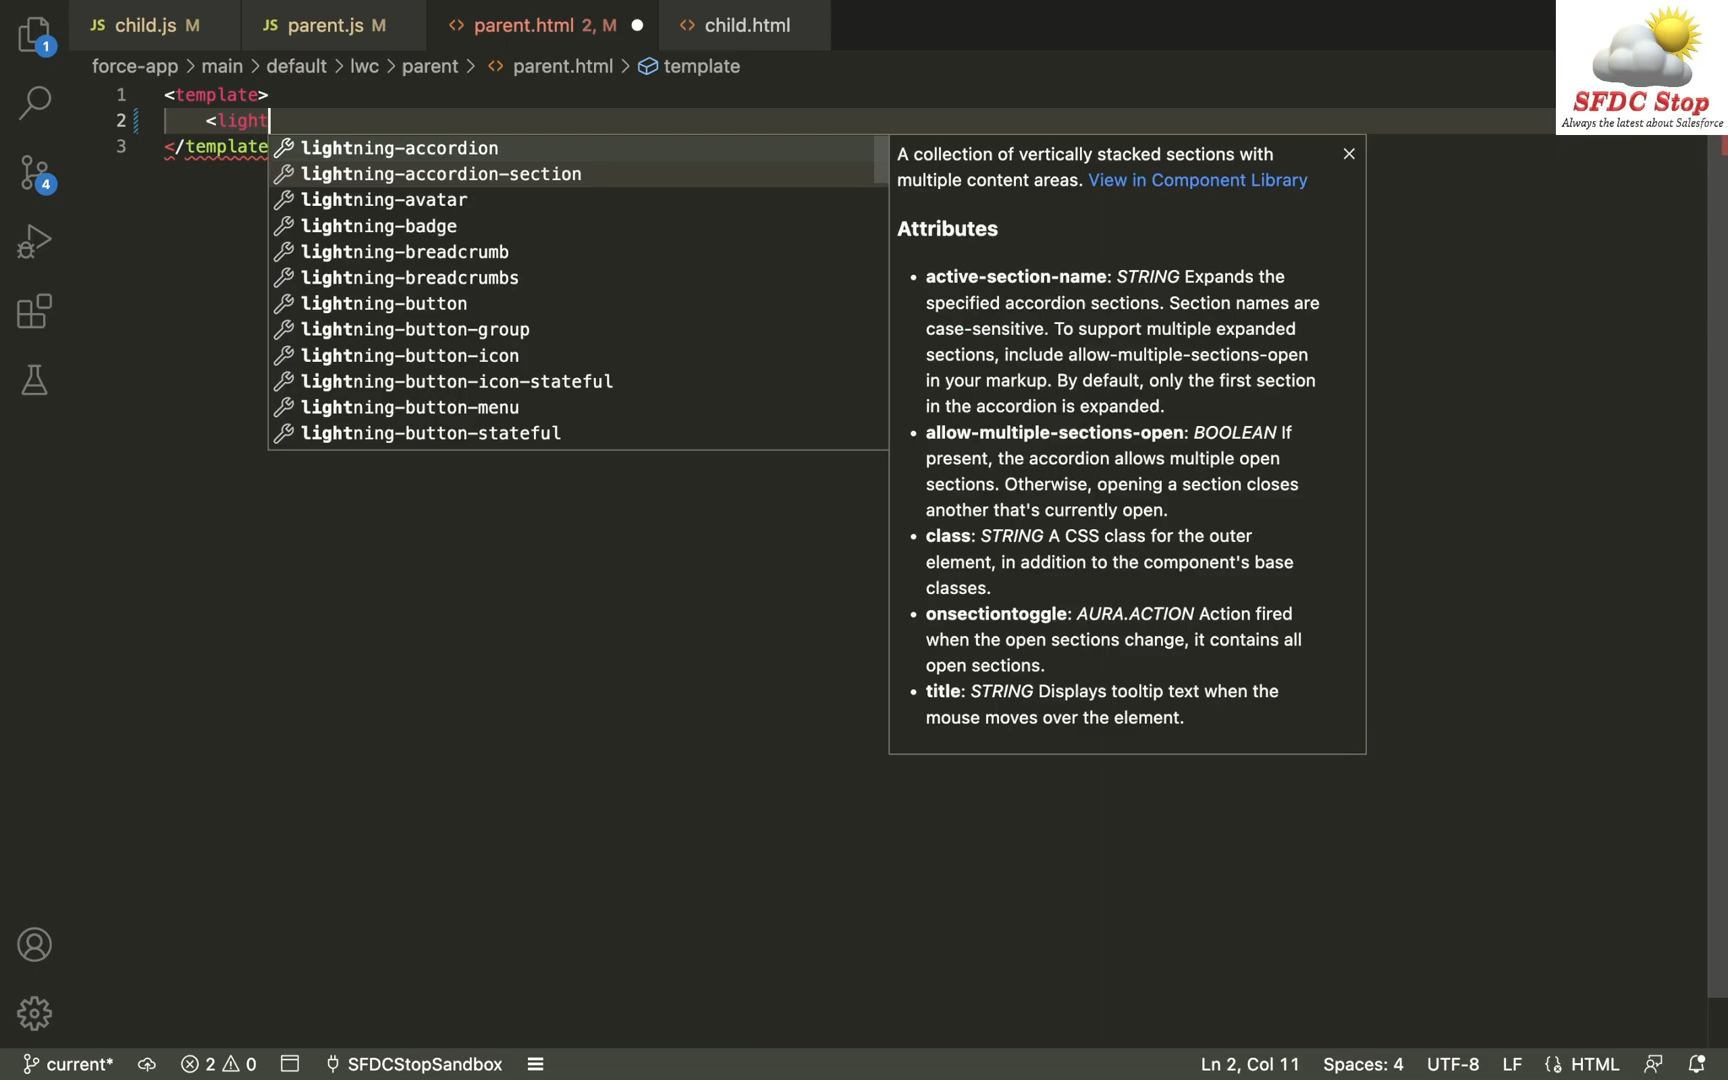 1
JS child.js M
JS parent.js M
<> parent.html 2, M ●
<> child.html
SFDC Stop
Always the latest about Salesforce
force-app > main > default > lwc > parent > <> parent.html > template
1 <template>
2 <light
3 </template
4
lightning-accordion
lightning-accordion-section
lightning-avatar
lightning-badge
lightning-breadcrumb
lightning-breadcrumbs
lightning-button
lightning-button-group
lightning-button-icon
lightning-button-icon-stateful
lightning-button-menu
lightning-button-stateful
A collection of vertically stacked sections with
multiple content areas. View in Component Library
Attributes
• active-section-name: STRING Expands the
specified accordion sections. Section names are
case-sensitive. To support multiple expanded
sections, include allow-multiple-sections-open
in your markup. By default, only the first section
in the accordion is expanded.
• allow-multiple-sections-open: BOOLEAN If
present, the accordion allows multiple open
sections. Otherwise, opening a section closes
another that's currently open.
• class: STRING A CSS class for the outer
element, in addition to the component's base
classes.
• onsectiontoggle: AURA.ACTION Action fired
when the open sections change, it contains all
open sections.
• title: STRING Displays tooltip text when the
mouse moves over the element.
current* 2 0 SFDCStopSandbox Ln 2, Col 11 Spaces: 4 UTF-8 LF HTML